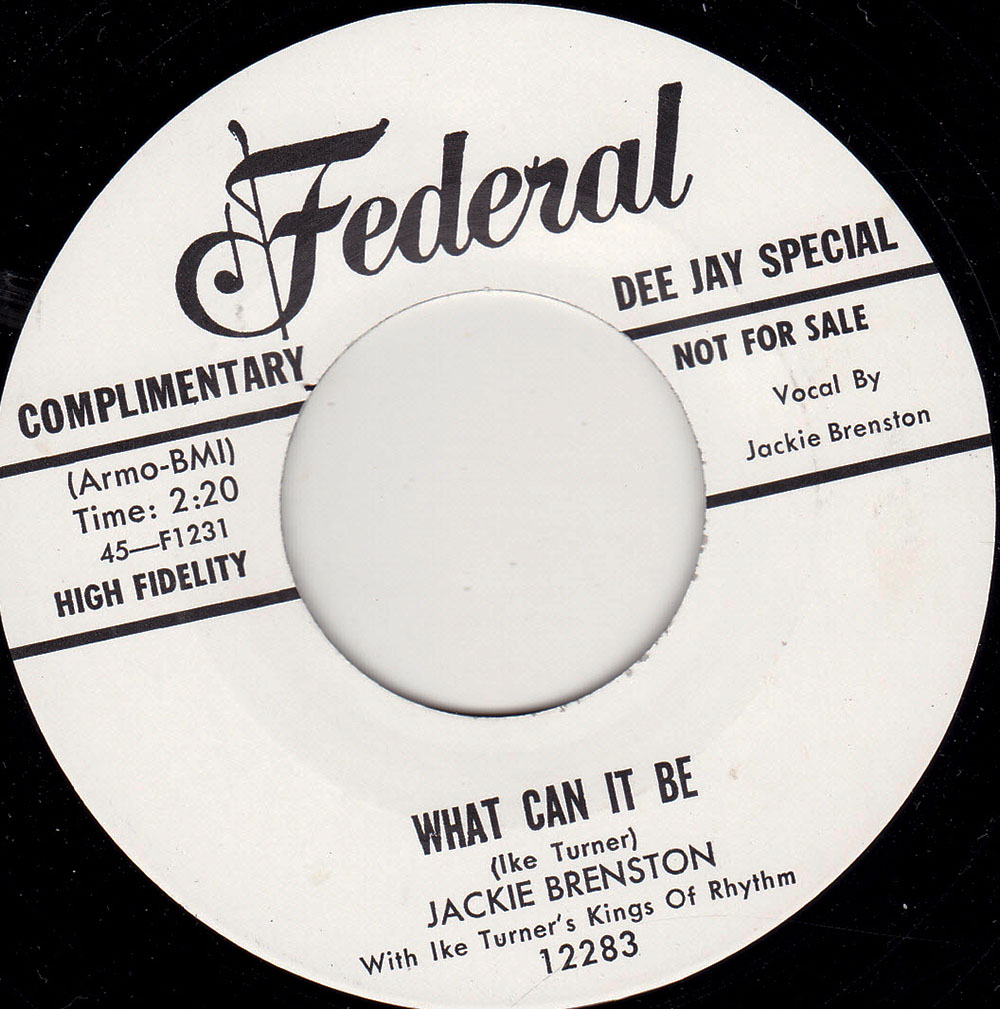 Federal
COMPLIMENTARY
(Armo-BMI)
Time: 2:20
45—F1231
HIGH FIDELITY
DEE JAY SPECIAL
NOT FOR SALE
Vocal By
Jackie Brenston
WHAT CAN IT BE
(Ike Turner)
JACKIE BRENSTON
With Ike Turner's Kings Of Rhythm
12283